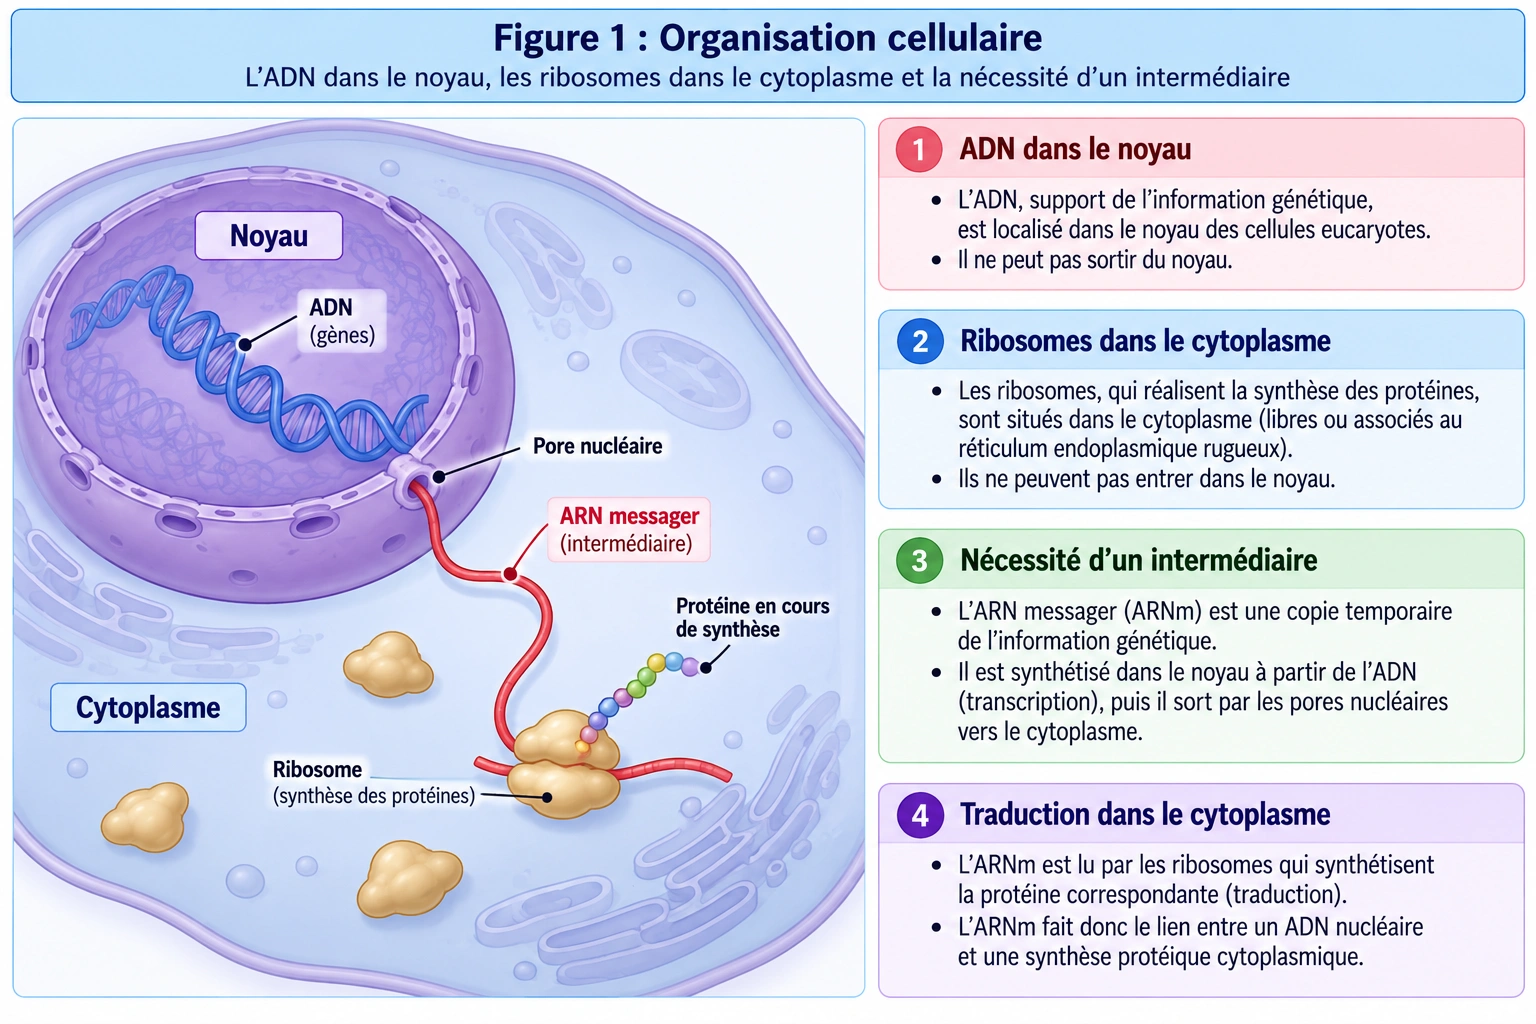 Figure 1 : Organisation cellulaire
L’ADN dans le noyau, les ribosomes dans le cytoplasme et la nécessité d’un intermédiaire
Noyau
ADN
(gènes)
Pore nucléaire
ARN messager
(intermédiaire)
Protéine en cours
de synthèse
Cytoplasme
Ribosome
(synthèse des protéines)
1 ADN dans le noyau
• L’ADN, support de l’information génétique,
est localisé dans le noyau des cellules eucaryotes.
• Il ne peut pas sortir du noyau.
2 Ribosomes dans le cytoplasme
• Les ribosomes, qui réalisent la synthèse des protéines,
sont situés dans le cytoplasme (libres ou associés au
réticulum endoplasmique rugueux).
• Ils ne peuvent pas entrer dans le noyau.
3 Nécessité d’un intermédiaire
• L’ARN messager (ARNm) est une copie temporaire
de l’information génétique.
• Il est synthétisé dans le noyau à partir de l’ADN
(transcription), puis il sort par les pores nucléaires
vers le cytoplasme.
4 Traduction dans le cytoplasme
• L’ARNm est lu par les ribosomes qui synthétisent
la protéine correspondante (traduction).
• L’ARNm fait donc le lien entre un ADN nucléaire
et une synthèse protéique cytoplasmique.